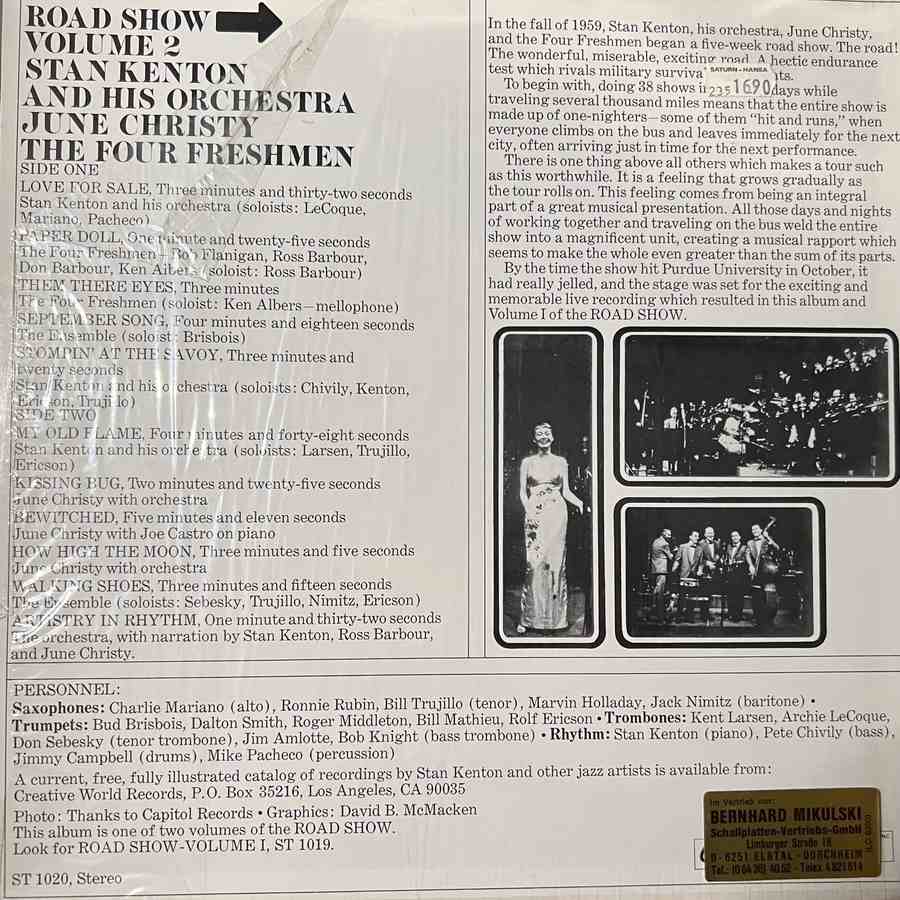 ROAD SHOW
VOLUME 2
STAN KENTON
AND HIS ORCHESTRA
JUNE CHRISTY
THE FOUR FRESHMEN
SIDE ONE
LOVE FOR SALE, Three minutes and thirty-two seconds
Stan Kenton and his orchestra (soloists: LeCoque,
Mariano, Pacheco)
PAPER DOLL, One minute and twenty-five seconds
The Four Freshmen—Bob Flanigan, Ross Barbour,
Don Barbour, Ken Albers (soloist: Ross Barbour)
THEM THERE EYES, Three minutes
The Four Freshmen (soloist: Ken Albers—mellophone)
SEPTEMBER SONG, Four minutes and eighteen seconds
The Ensemble (soloist: Brisbois)
STOMPIN' AT THE SAVOY, Three minutes and
twenty seconds
Stan Kenton and his orchestra (soloists: Chivily, Kenton,
Ericson, Trujillo)
SIDE TWO
MY OLD FLAME, Four minutes and forty-eight seconds
Stan Kenton and his orchestra (soloists: Larsen, Trujillo,
Ericson)
KISSING BUG, Two minutes and twenty-five seconds
June Christy with orchestra
BEWITCHED, Five minutes and eleven seconds
June Christy with Joe Castro on piano
HOW HIGH THE MOON, Three minutes and five seconds
June Christy with orchestra
WALKING SHOES, Three minutes and fifteen seconds
The Ensemble (soloists: Sebesky, Trujillo, Nimitz, Ericson)
ARTISTRY IN RHYTHM, One minute and thirty-two seconds
The orchestra, with narration by Stan Kenton, Ross Barbour,
and June Christy.
In the fall of 1959, Stan Kenton, his orchestra, June Christy,
and the Four Freshmen began a five-week road show. The road!
The wonderful, miserable, exciting road. A hectic endurance
test which rivals military surviva ts.
SATURN-HANSA
235 1690
To begin with, doing 38 shows i days while
traveling several thousand miles means that the entire show is
made up of one-nighters—some of them "hit and runs," when
everyone climbs on the bus and leaves immediately for the next
city, often arriving just in time for the next performance.
There is one thing above all others which makes a tour such
as this worthwhile. It is a feeling that grows gradually as
the tour rolls on. This feeling comes from being an integral
part of a great musical presentation. All those days and nights
of working together and traveling on the bus weld the entire
show into a magnificent unit, creating a musical rapport which
seems to make the whole even greater than the sum of its parts.
By the time the show hit Purdue University in October, it
had really jelled, and the stage was set for the exciting and
memorable live recording which resulted in this album and
Volume I of the ROAD SHOW.
PERSONNEL:
Saxophones: Charlie Mariano (alto), Ronnie Rubin, Bill Trujillo (tenor), Marvin Holladay, Jack Nimitz (baritone) •
Trumpets: Bud Brisbois, Dalton Smith, Roger Middleton, Bill Mathieu, Rolf Ericson • Trombones: Kent Larsen, Archie LeCoque,
Don Sebesky (tenor trombone), Jim Amlotte, Bob Knight (bass trombone) • Rhythm: Stan Kenton (piano), Pete Chivily (bass),
Jimmy Campbell (drums), Mike Pacheco (percussion)
A current, free, fully illustrated catalog of recordings by Stan Kenton and other jazz artists is available from:
Creative World Records, P.O. Box 35216, Los Angeles, CA 90035
Photo: Thanks to Capitol Records • Graphics: David B. McMacken
This album is one of two volumes of the ROAD SHOW.
Look for ROAD SHOW-VOLUME I, ST 1019.
ST 1020, Stereo
Im Vertrieb von:
BERNHARD MIKULSKI
Schallplatten-Vertriebs-GmbH
Limburger Straße 18
D-6251 ELBTAL-DORCHHEIM
Tel.: (0 64 36) 40 52 - Telex 4 821 614